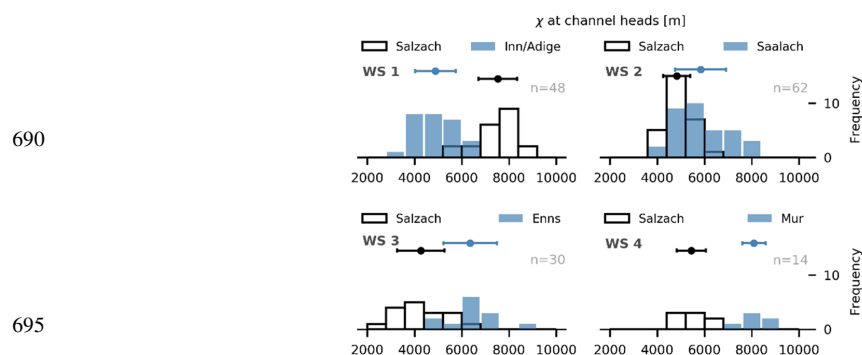 χ at channel heads [m]
Salzach Inn/Adige Salzach Saalach
WS 1 WS 2
n=48 n=62
690
10
Frequency
0
2000 4000 6000 8000 10000 2000 4000 6000 8000 10000
Salzach Enns Salzach Mur
WS 3 WS 4
n=30 n=14
10
Frequency
695
0
2000 4000 6000 8000 10000 2000 4000 6000 8000 10000